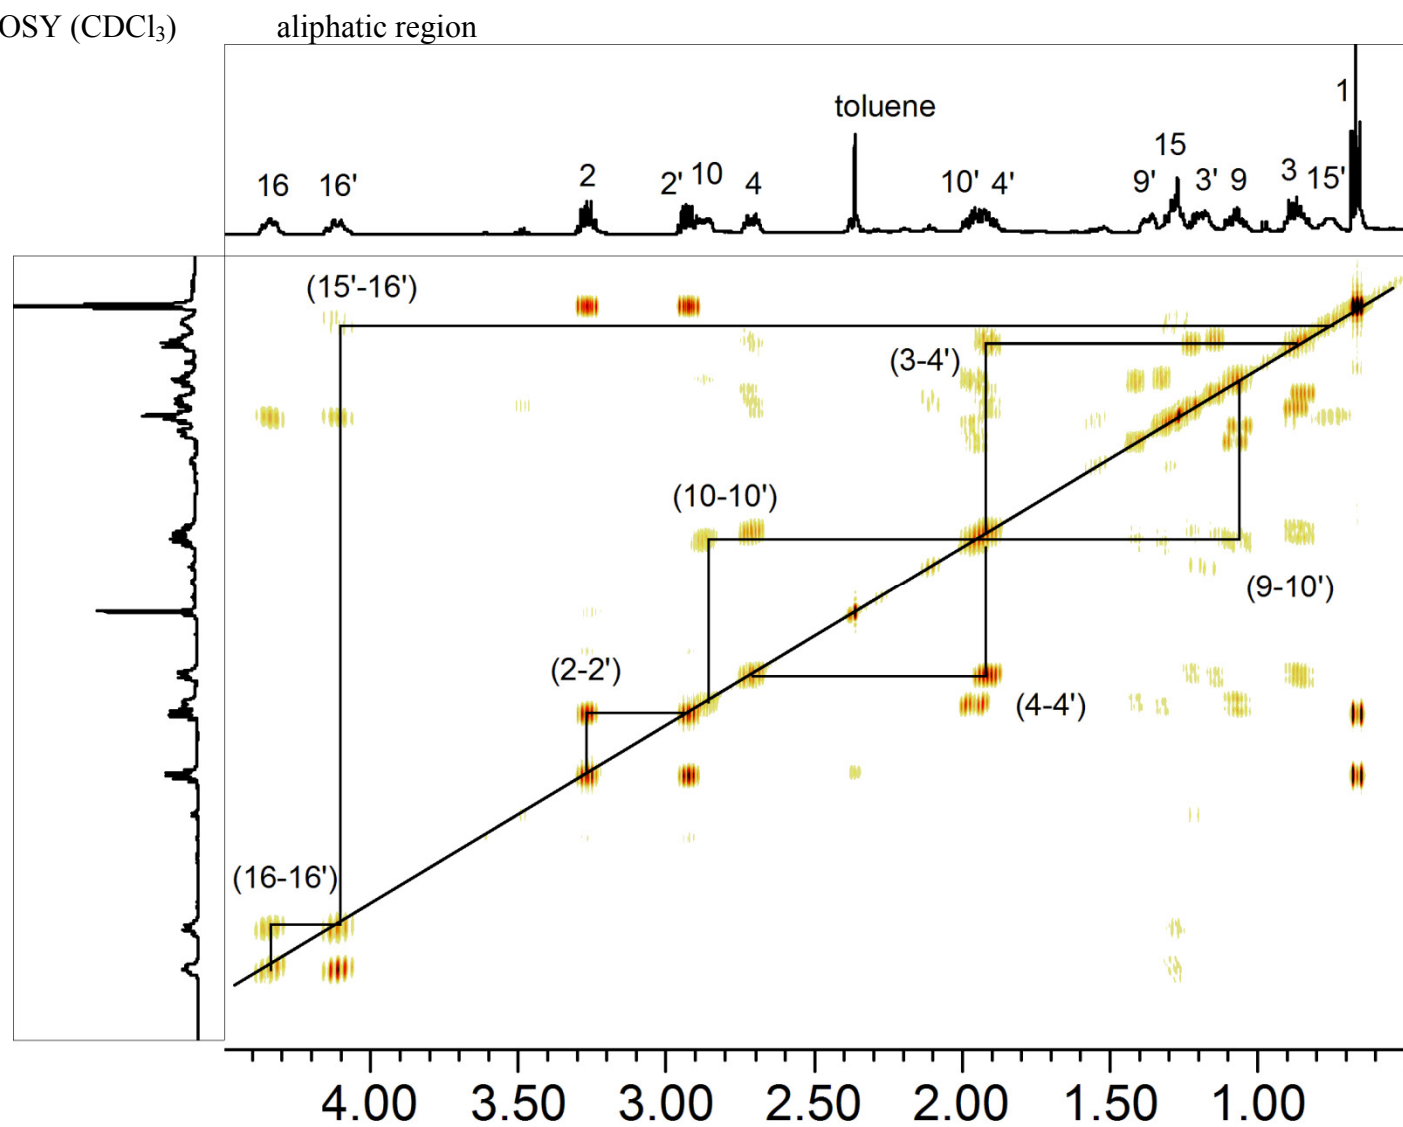 OSY (CDCl₃) aliphatic region
1
toluene
15
16 16' 2 2' 10 4 10' 4' 9' 3' 9 3 15'
(15'-16')
(3-4')
(10-10')
(9-10')
(2-2')
(4-4')
(16-16')
4.00 3.50 3.00 2.50 2.00 1.50 1.00